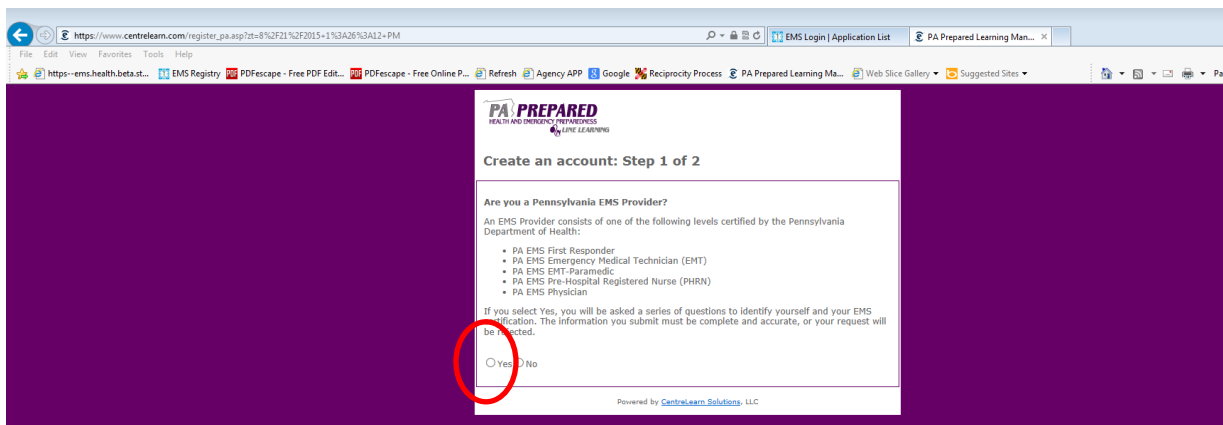 https://www.centrelearn.com/register_pa.asp?zt=8%2F21%2F2015+1%3A26%3A12+PM
EMS Login | Application List
PA Prepared Learning Man...
File Edit View Favorites Tools Help
https--ems.health.beta.st... EMS Registry PDFescape - Free PDF Edit... PDFescape - Free Online P... Refresh Agency APP Google Reciprocity Process PA Prepared Learning Ma... Web Slice Gallery Suggested Sites Pa
PA PREPARED
HEALTH AND EMERGENCY PREPAREDNESS
ON LINE LEARNING
Create an account: Step 1 of 2
Are you a Pennsylvania EMS Provider?
An EMS Provider consists of one of the following levels certified by the Pennsylvania
Department of Health:
• PA EMS First Responder
• PA EMS Emergency Medical Technician (EMT)
• PA EMS EMT-Paramedic
• PA EMS Pre-Hospital Registered Nurse (PHRN)
• PA EMS Physician
If you select Yes, you will be asked a series of questions to identify yourself and your EMS
certification. The information you submit must be complete and accurate, or your request will
be rejected.
Yes No
Powered by CentreLearn Solutions, LLC